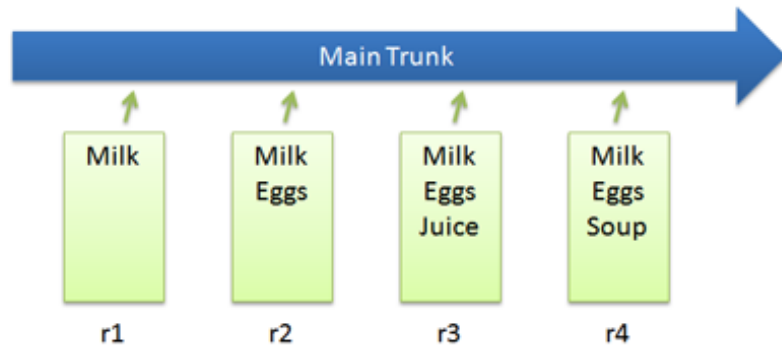 Main Trunk
Milk
Milk
Eggs
Milk
Eggs
Juice
Milk
Eggs
Soup
r1
r2
r3
r4